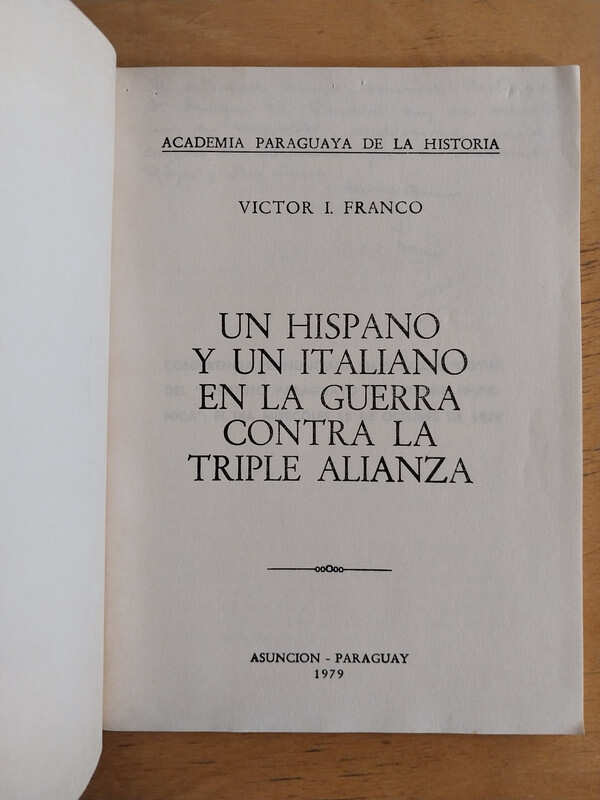 ACADEMIA PARAGUAYA DE LA HISTORIA
VICTOR I. FRANCO
UN HISPANO
Y UN ITALIANO
EN LA GUERRA
CONTRA LA
TRIPLE ALIANZA
ASUNCION - PARAGUAY
1979